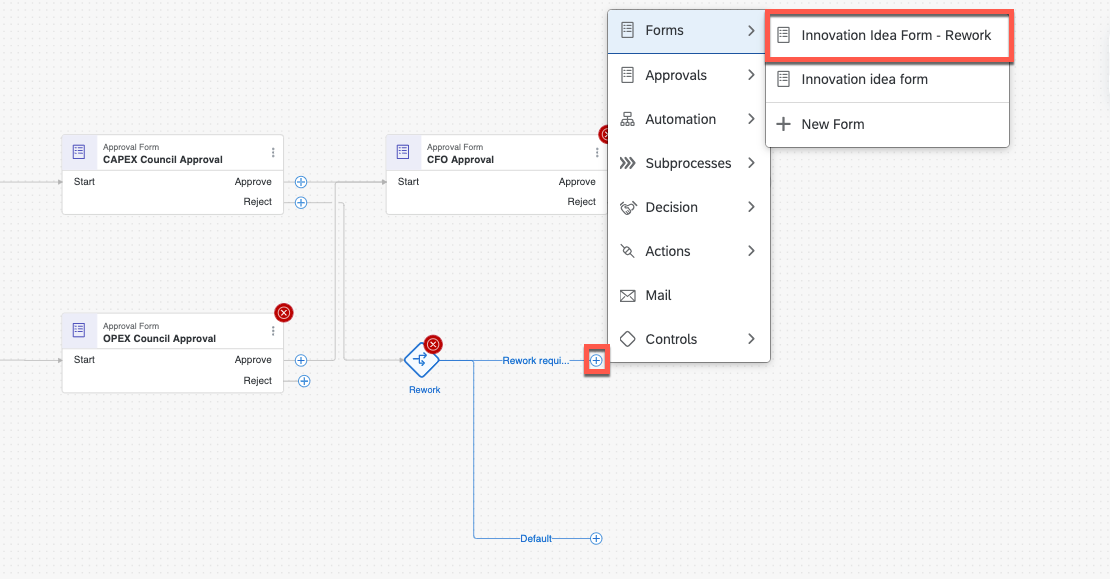 Forms
Innovation Idea Form - Rework
Approvals
Innovation idea form
Automation
New Form
Subprocesses
Decision
Actions
Mail
Controls
Approval Form
CAPEX Council Approval
Start
Approve
Reject
Approval Form
CFO Approval
Start
Approve
Reject
Approval Form
OPEX Council Approval
Start
Approve
Reject
Rework
Rework requi...
Default